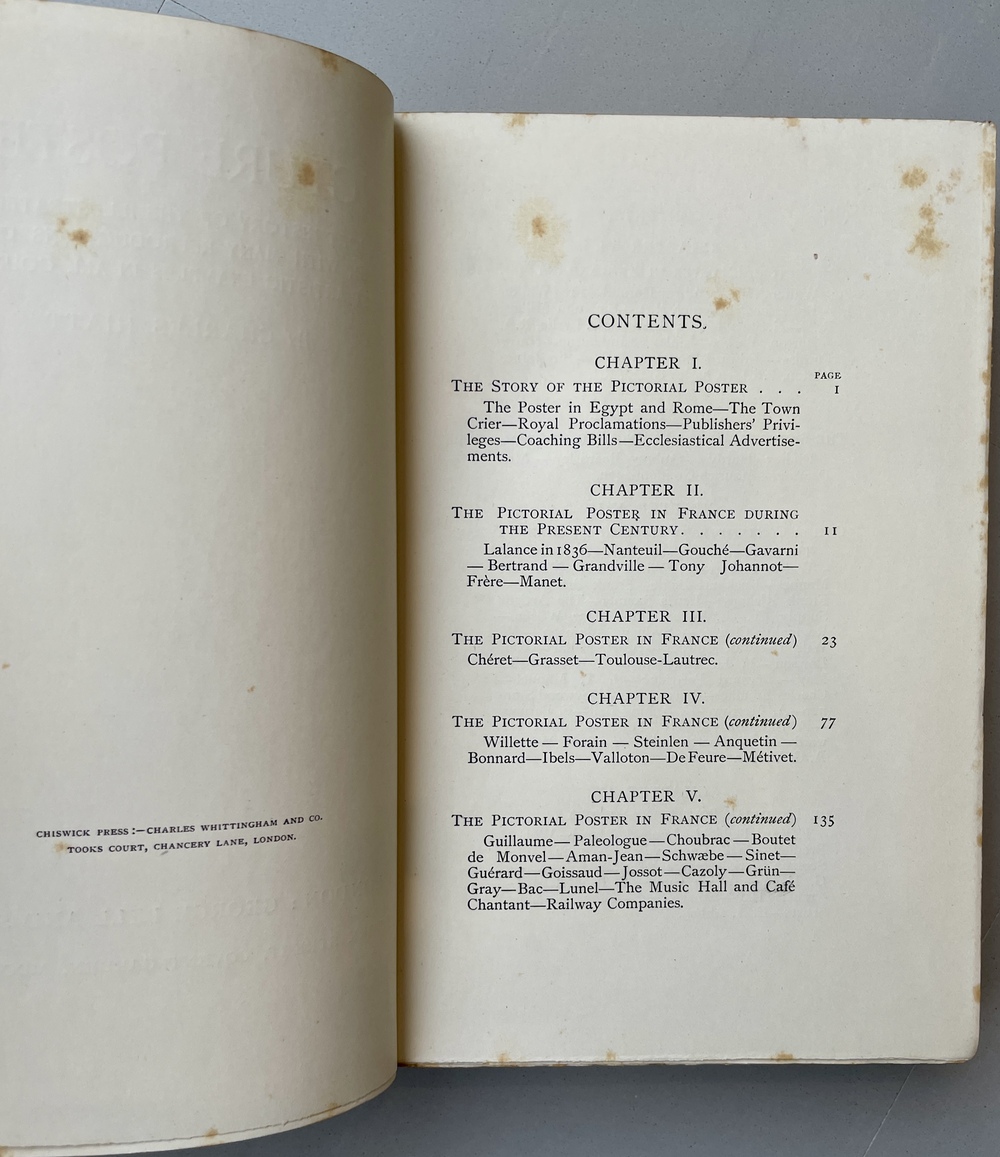 CHISWICK PRESS:—CHARLES WHITTINGHAM AND CO.
TOOKS COURT, CHANCERY LANE, LONDON.
CONTENTS.
CHAPTER I.
PAGE
THE STORY OF THE PICTORIAL POSTER . . . 1
The Poster in Egypt and Rome—The Town
Crier—Royal Proclamations—Publishers' Privi-
leges—Coaching Bills—Ecclesiastical Advertise-
ments.
CHAPTER II.
THE PICTORIAL POSTER IN FRANCE DURING
THE PRESENT CENTURY. . . . . . . 11
Lalance in 1836—Nanteuil—Gouché—Gavarni
— Bertrand — Grandville — Tony Johannot—
Frère—Manet.
CHAPTER III.
THE PICTORIAL POSTER IN FRANCE (continued) 23
Chéret—Grasset—Toulouse-Lautrec.
CHAPTER IV.
THE PICTORIAL POSTER IN FRANCE (continued) 77
Willette — Forain — Steinlen — Anquetin —
Bonnard—Ibels—Valloton—De Feure—Métivet.
CHAPTER V.
THE PICTORIAL POSTER IN FRANCE (continued) 135
Guillaume — Paleologue — Choubrac — Boutet
de Monvel — Aman-Jean — Schwæbe — Sinet—
Guérard—Goissaud—Jossot—Cazoly—Grün—
Gray—Bac—Lunel—The Music Hall and Café
Chantant—Railway Companies.